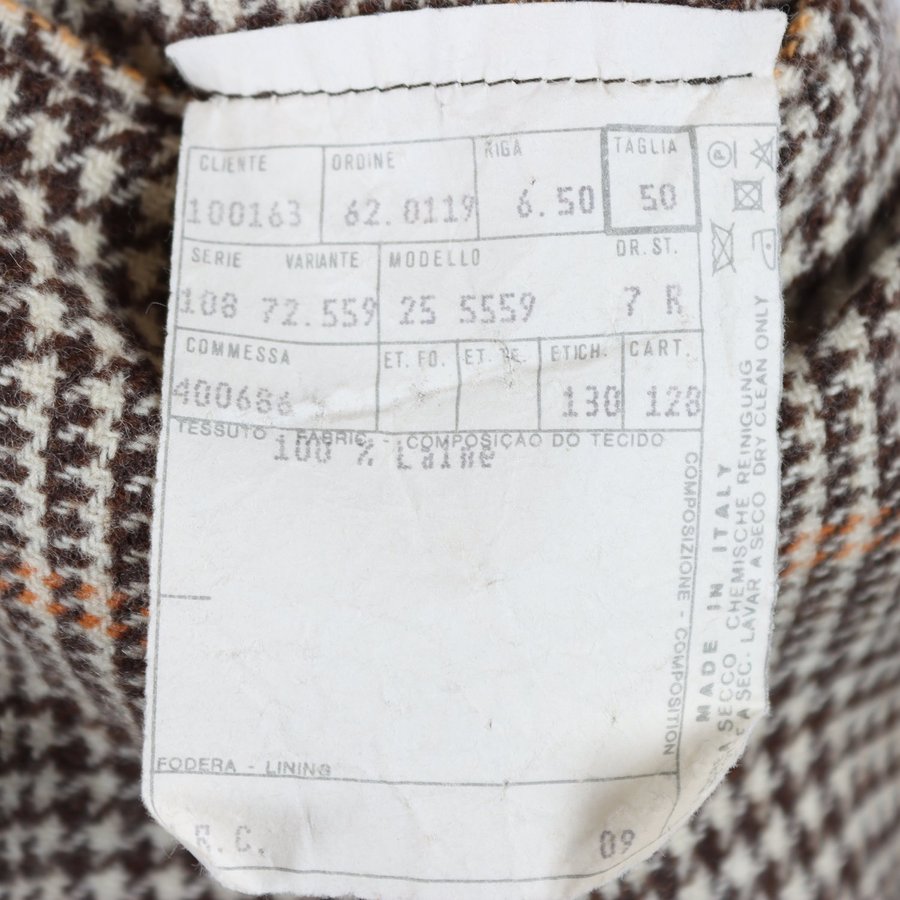 CLIENTE ORDINE RIGA TAGLIA
100163 62.0119 6.50 50
SERIE VARIANTE MODELLO DR.ST.
108 72.559 25 5559 7 R
COMMESSA ET. FO. ET. ETICH. CART.
400686 130 128
TESSUTO - FABRIC - COMPOSIÇÃO DO TECIDO
100 % Laine
COMPOSIZIONE - COMPOSITION
FODERA - LINING
R.C. 09
MADE IN ITALY
A SECCO CHEMISCHE REINIGUNG
A SEC. LAVAR A SECO DRY CLEAN ONLY
P